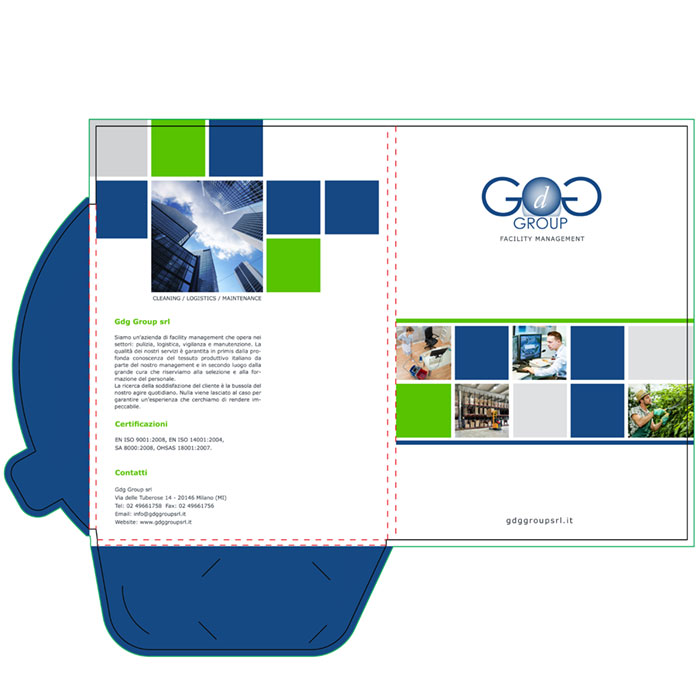 CLEANING / LOGISTICS / MAINTENANCE
Gdg Group srl
Siamo un'azienda di facility management che opera nei
settori: pulizia, logistica, vigilanza e manutenzione. La
qualità dei nostri servizi è garantita in primis dalla pro-
fonda conoscenza del tessuto produttivo italiano da
parte del nostro management e in secondo luogo dalla
grande cura che riserviamo alla selezione e alla for-
mazione del personale.
La ricerca della soddisfazione del cliente è la bussola del
nostro agire quotidiano. Nulla viene lasciato al caso per
garantire un'esperienza che cerchiamo di rendere im-
peccabile.
Certificazioni
EN ISO 9001:2008, EN ISO 14001:2004,
SA 8000:2008, OHSAS 18001:2007.
Contatti
Gdg Group srl
Via delle Tuberose 14 - 20146 Milano (MI)
Tel: 02 49661758 Fax: 02 49661756
Email: info@gdggroupsrl.it
Website: www.gdggroupsrl.it
GdG
GROUP
FACILITY MANAGEMENT
gdggroupsrl.it